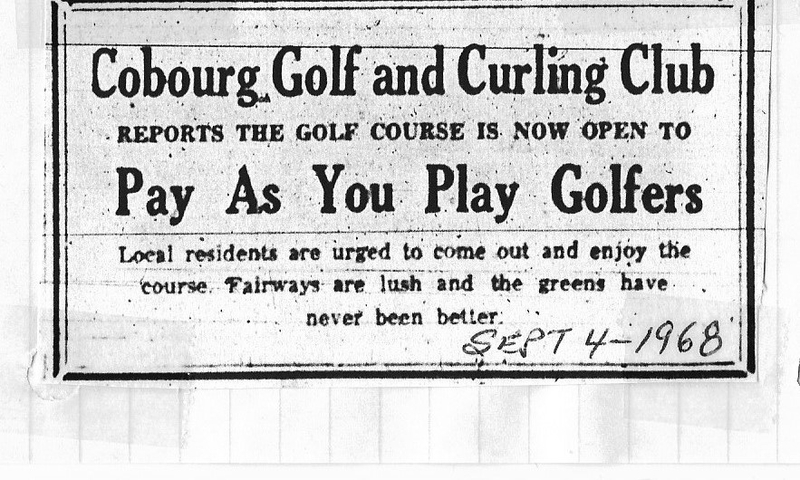 Cobourg Golf and Curling Club
REPORTS THE GOLF COURSE IS NOW OPEN TO
Pay As You Play Golfers
Local residents are urged to come out and enjoy the
course. Fairways are lush and the greens have
never been better.
SEPT 4-1968